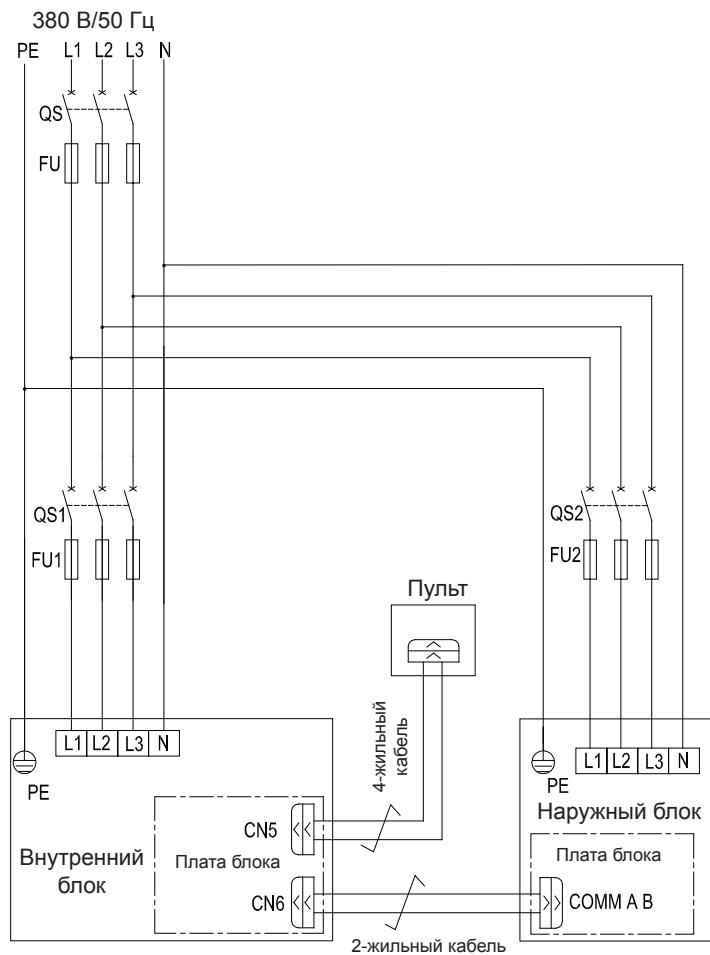 380 В/50 Гц
PE L1 L2 L3 N
QS
FU
QS1
QS2
FU1
FU2
Пульт
4-жильный
кабель
L1 L2 L3 N
L1 L2 L3 N
PE
PE
Наружный блок
CN5
Внутренний
блок
Плата блока
Плата блока
CN6
COMM A B
2-жильный кабель